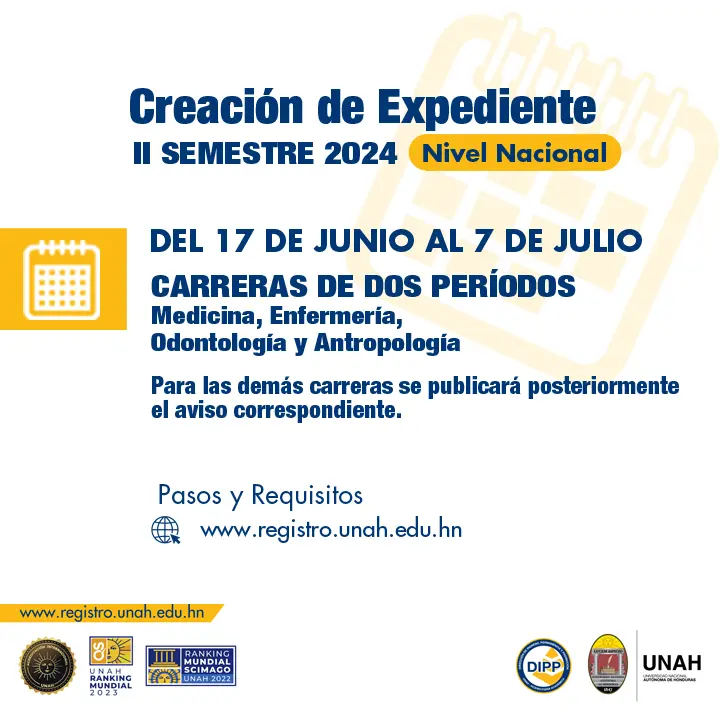 Creación de Expediente
II SEMESTRE 2024 Nivel Nacional
DEL 17 DE JUNIO AL 7 DE JULIO
CARRERAS DE DOS PERÍODOS
Medicina, Enfermería,
Odontología y Antropología
Para las demás carreras se publicará posteriormente
el aviso correspondiente.
Pasos y Requisitos
www.registro.unah.edu.hn
www.registro.unah.edu.hn
UNAH
QS
UNAH
RANKING
MUNDIAL
2023
RANKING
MUNDIAL
SCIMAGO
UNAH 2022
DIPP
UNAH
UNIVERSIDAD NACIONAL
AUTÓNOMA DE HONDURAS